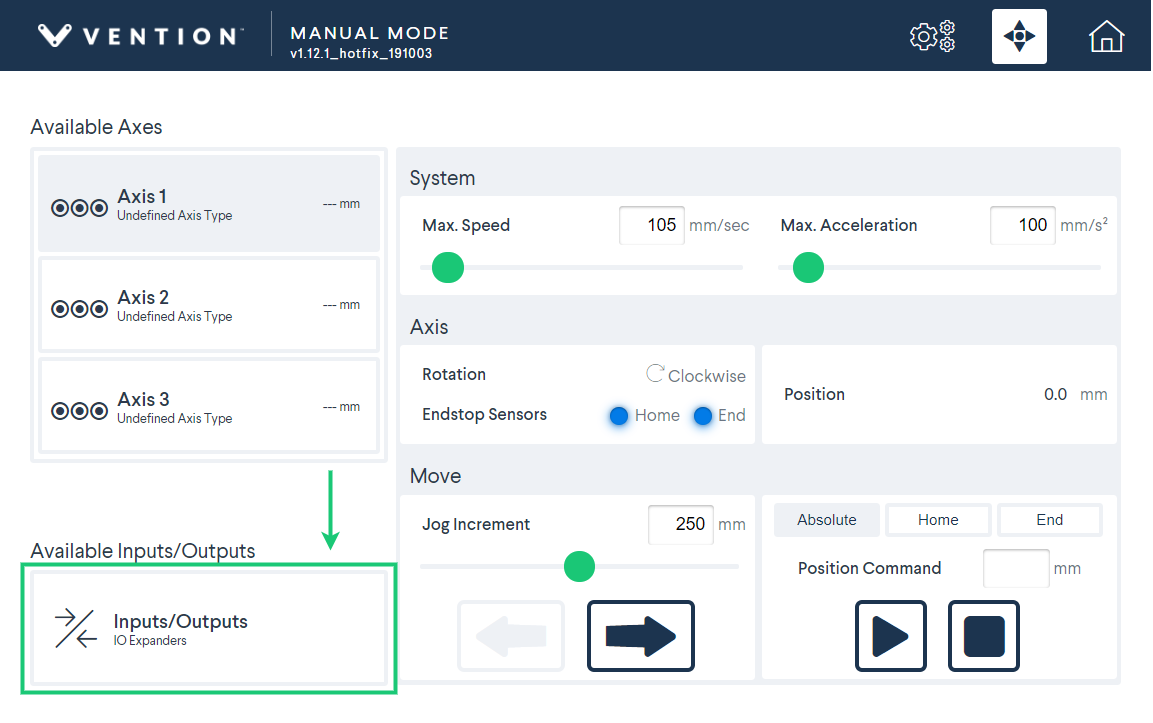 VENTION™
MANUAL MODE
v1.12.1_hotfix_191003
Available Axes
Axis 1
Undefined Axis Type
--- mm
Axis 2
Undefined Axis Type
--- mm
Axis 3
Undefined Axis Type
--- mm
Available Inputs/Outputs
Inputs/Outputs
IO Expanders
System
Max. Speed 105 mm/sec
Max. Acceleration 100 mm/s²
Axis
Rotation Clockwise
Endstop Sensors Home End
Position 0.0 mm
Move
Jog Increment 250 mm
Absolute Home End
Position Command mm